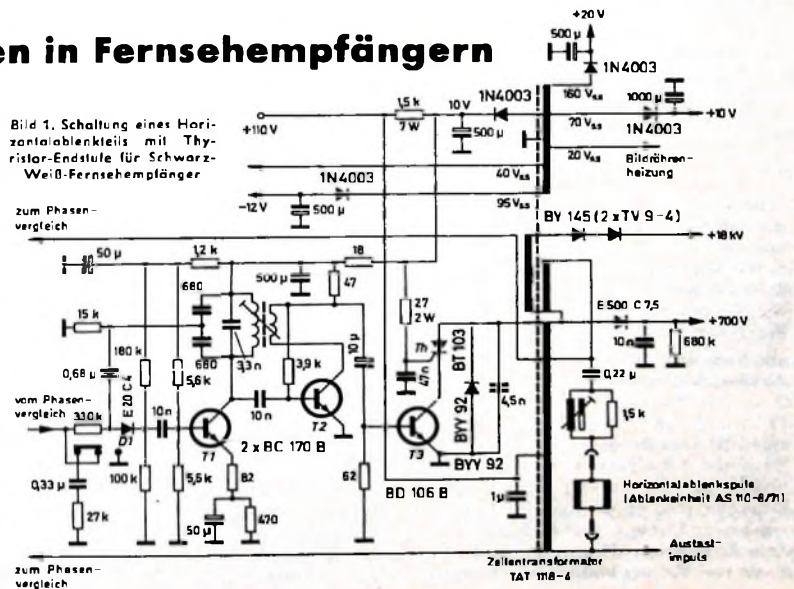 en in Fernsehempfängern
Bild 1. Schaltung eines Hori-
zontalablenkteils mit Thy-
ristor-Endstufe für Schwarz-
Weiß-Fernsehempfänger
+20 V
500 µ
1N4003
1000 µ
160 Vss
+10 V
70 Vss
1N4003
20 Vss
Bildröhren-
heizung
1,5 k
7 W
10 V
1N4003
+110 V
500 µ
40 Vss
1N4003
95 Vss
-12 V
500 µ
zum Phasen-
vergleich
BY 145 (2 x TV 9-4)
+18 kV
50 µ
1,2 k
18
500 µ
47
E 500 C 7,5
+700 V
27
2 W
15 k
680
680
3,3 n
10 µ
Th
BT 103
10 n
680 k
180 k
5,6 k
3,9 k
47 n
0,22 µ
0,68 µ
BYY 92
4,5 n
vom Phasen-
vergleich
330 k
E 20 C 4
D1
10 n
10 n
T1
T2
T3
1,5 k
2 x BC 170 B
BYY 92
BD 106 B
0,33 µ
100 k
5,5 k
82
62
1 µ
Horizontalablenkspule
(Ablenkeinheit AS 110-8/71)
27 k
50 µ
470
Zeilentransformator
TAT 1118-4
Austast-
impuls
zum Phasen-
vergleich